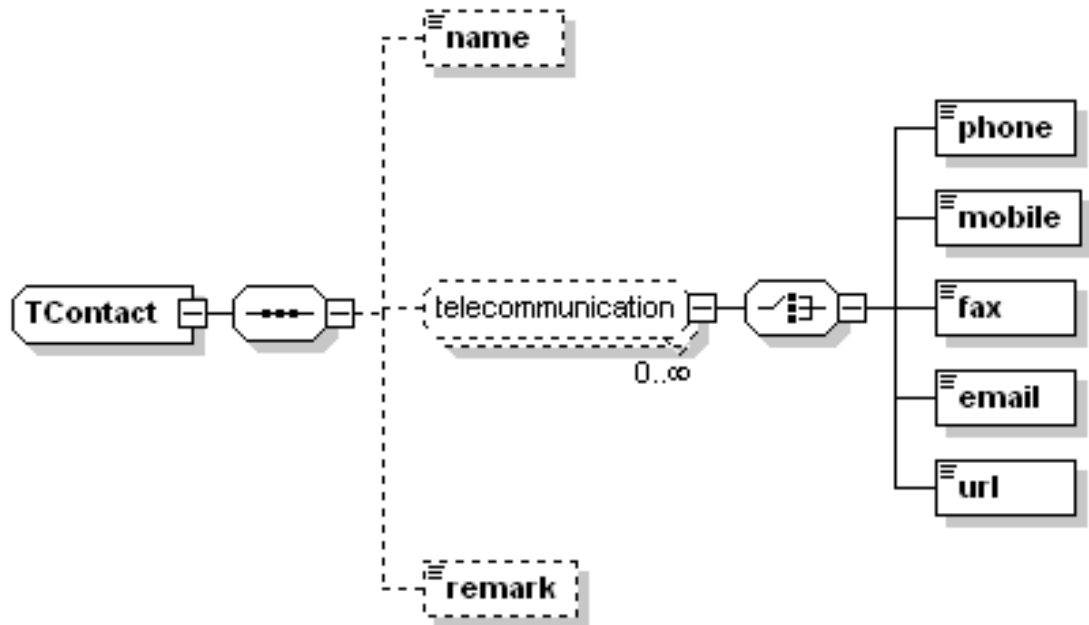 name
phone
mobile
TContact
telecommunication
fax
0..∞
email
url
remark